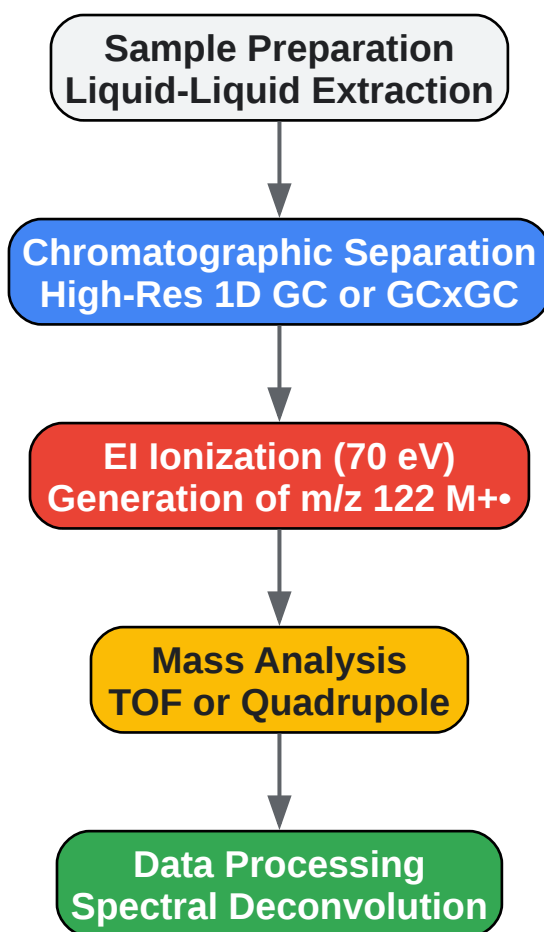 Sample Preparation
Liquid-Liquid Extraction
Chromatographic Separation
High-Res 1D GC or GCxGC
EI Ionization (70 eV)
Generation of m/z 122 M+•
Mass Analysis
TOF or Quadrupole
Data Processing
Spectral Deconvolution